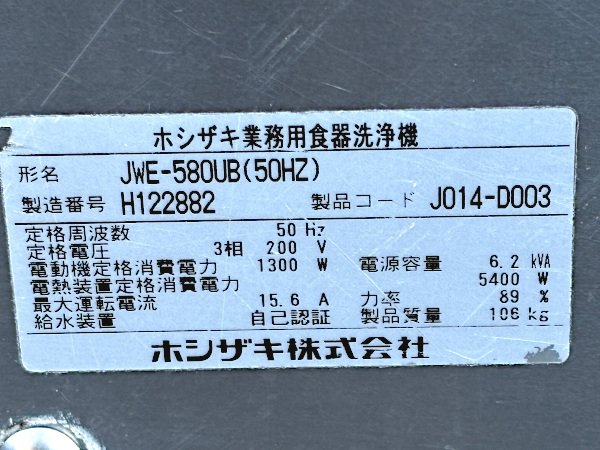 ホシザキ業務用食器洗浄機
形名 JWE-580UB(50HZ)
製造番号 H122882 製品コード J014-D003
定格周波数 50 Hz
定格電圧 3相 200 V
電動機定格消費電力 1300 W 電源容量 6.2 kVA
電熱装置定格消費電力 5400 W
最大運転電流 15.6 A 力率 89 %
給水装置 自己認証 製品質量 106 kg
ホシザキ株式会社